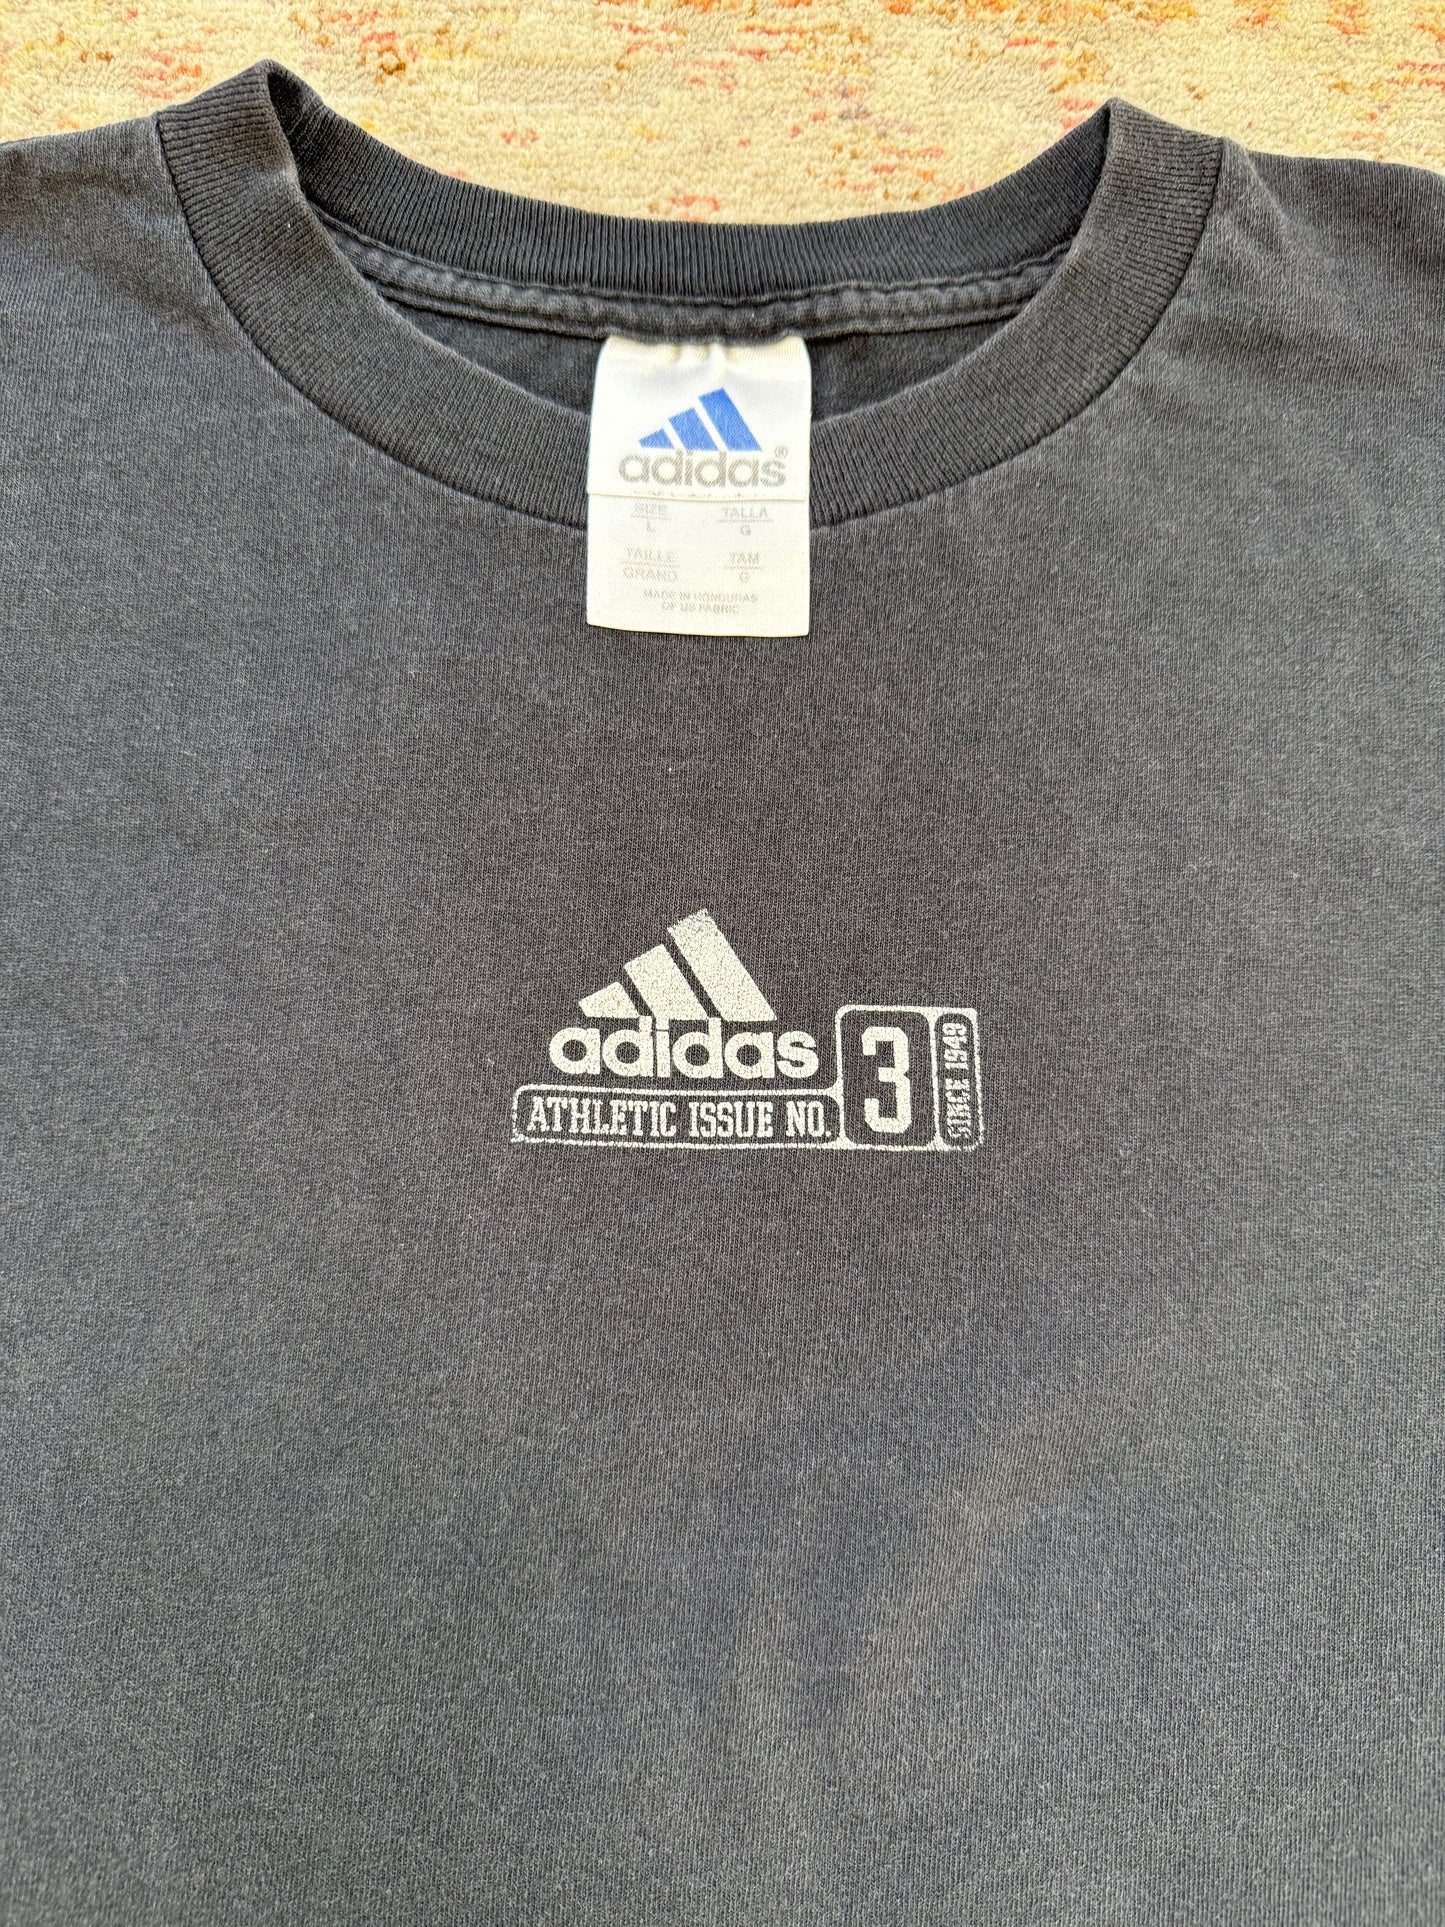 adidas®
SIZE TALLA
L G
TAILLE TAM
GRAND G
MADE IN HONDURAS
OF US FABRIC
adidas
ATHLETIC ISSUE NO. 3 SINCE 1949